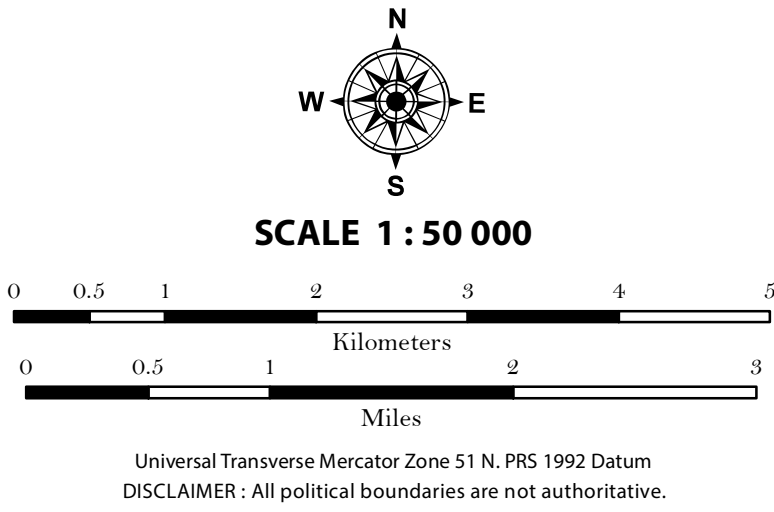 N
W E
S
SCALE 1 : 50 000
0 0.5 1 2 3 4 5
Kilometers
0 0.5 1 2 3
Miles
Universal Transverse Mercator Zone 51 N. PRS 1992 Datum
DISCLAIMER : All political boundaries are not authoritative.